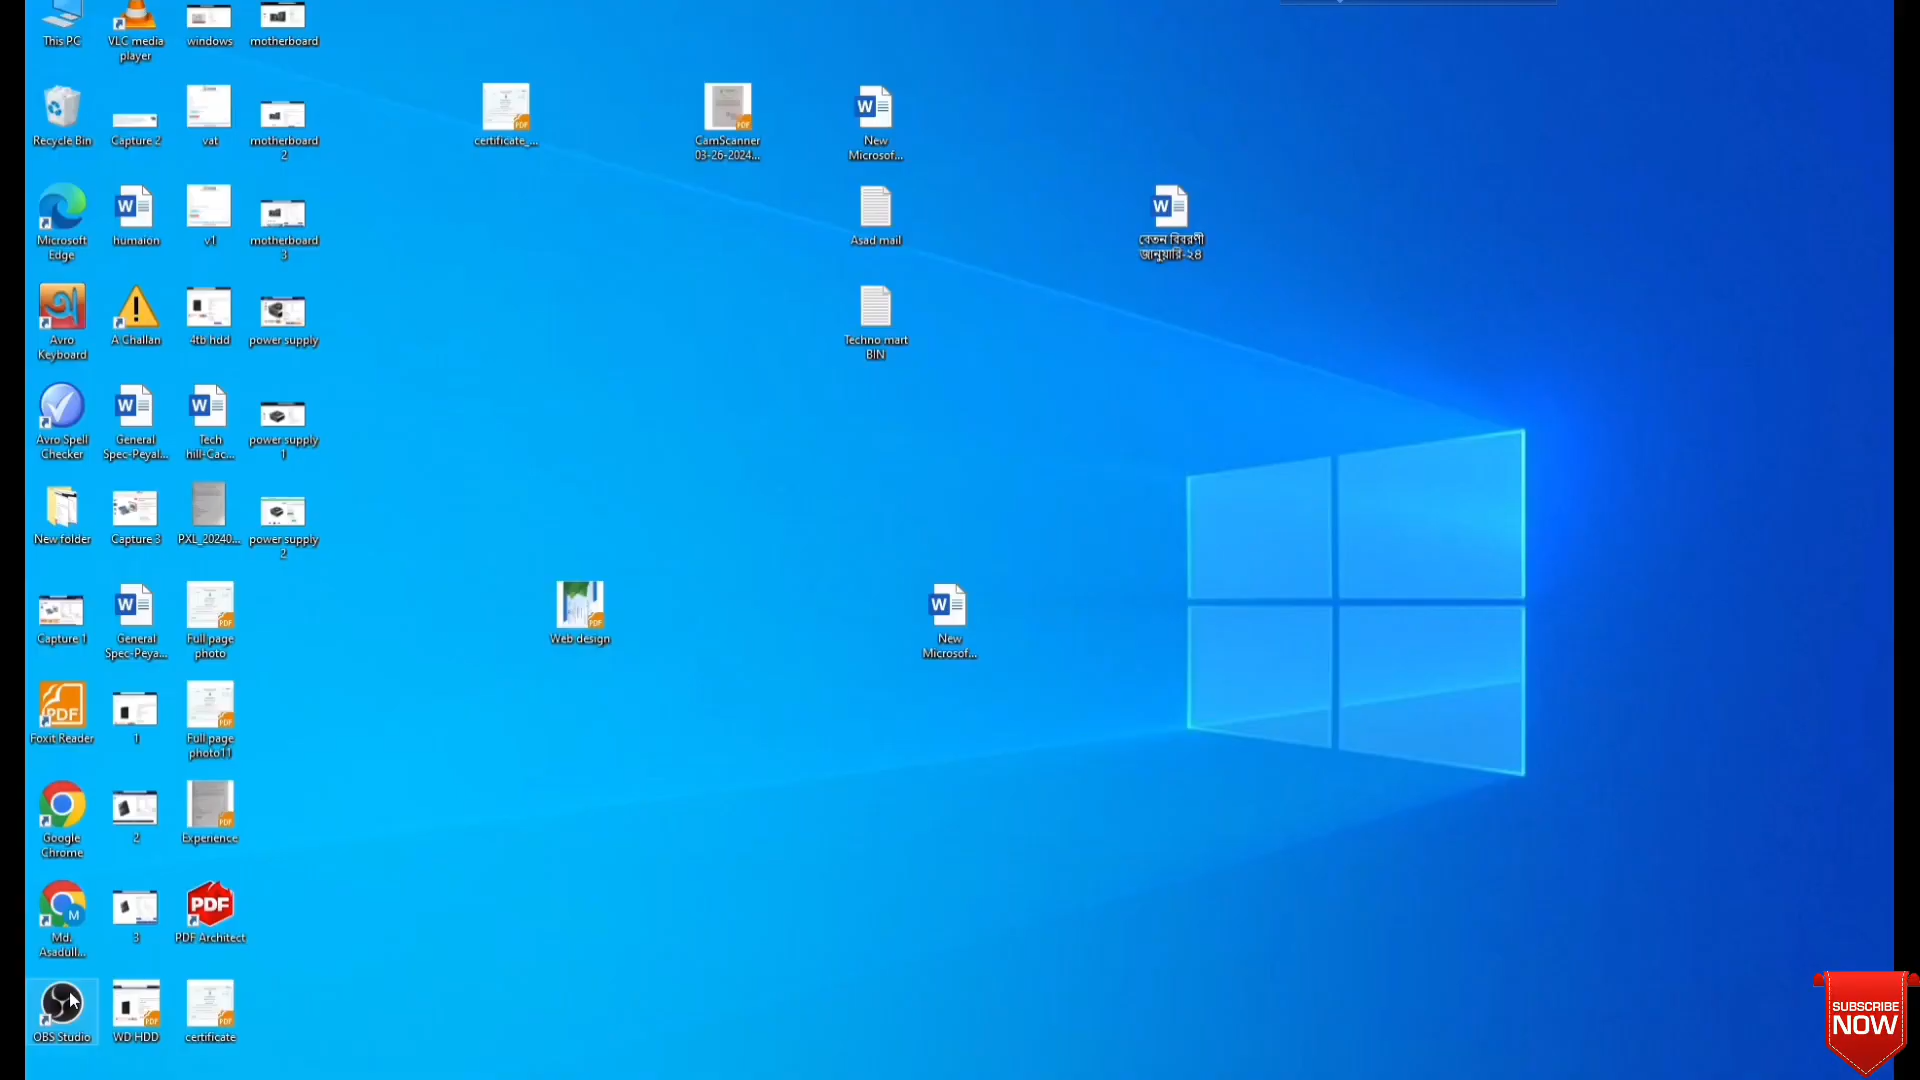 This PC
VLC media
player
windows
motherboard
Recycle Bin
Capture 2
vat
motherboard
2
certificate_...
CamScanner
03-26-2024...
New
Microsof...
Microsoft
Edge
humaion
v1
motherboard
3
Asad mail
বেতন বিবরণী
জানুয়ারি-২৪
Avro
Keyboard
A Challan
4tb hdd
power supply
Techno mart
BIN
Avro Spell
Checker
General
Spec-Peyal...
Tech
hill-Cac...
power supply
1
New folder
Capture 3
PXL_20240...
power supply
2
Capture 1
General
Spec-Peya...
Full page
photo
Web design
New
Microsof...
Foxit Reader
1
Full page
photo11
Google
Chrome
2
Experience
Md.
Asadull...
3
PDF Architect
OBS Studio
WD HDD
certificate
SUBSCRIBE
NOW